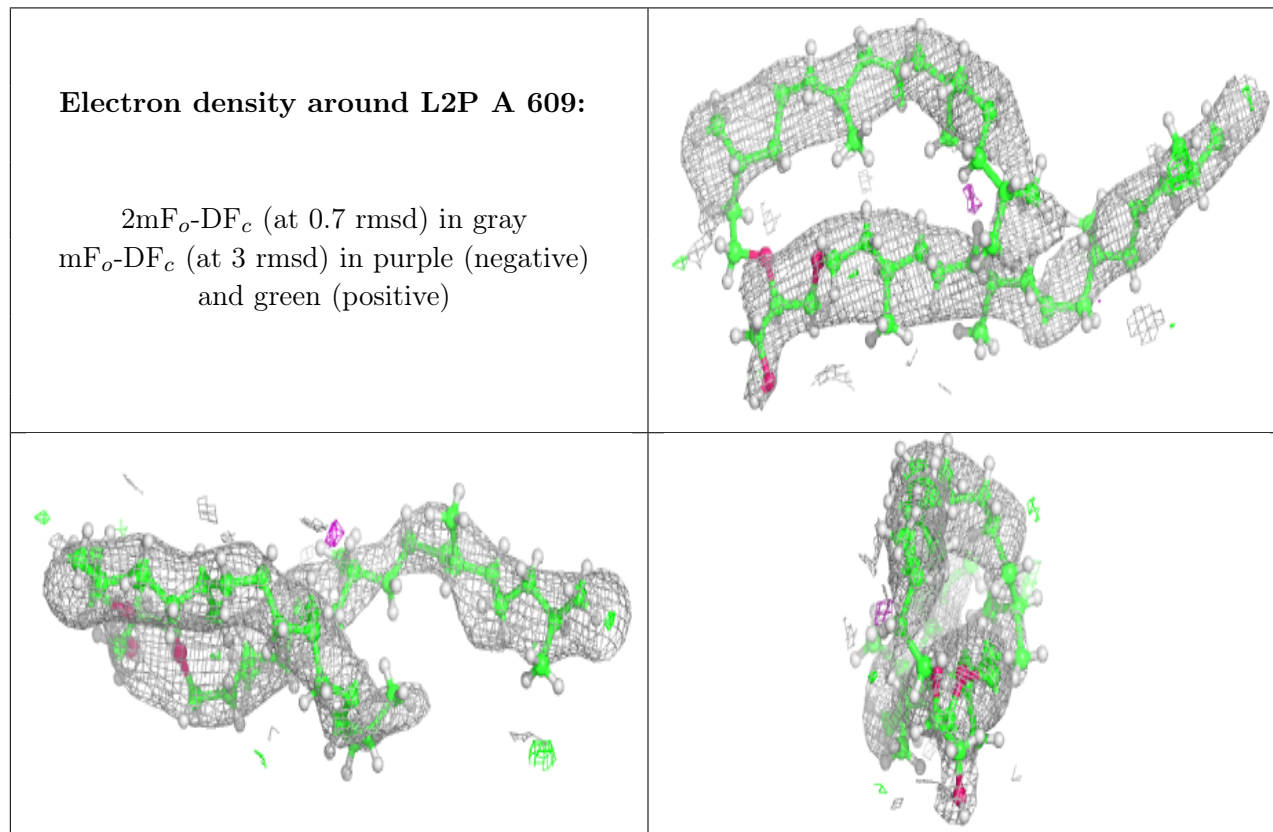 Electron density around L2P A 609:
2mFo-DFc (at 0.7 rmsd) in gray
mFo-DFc (at 3 rmsd) in purple (negative)
and green (positive)